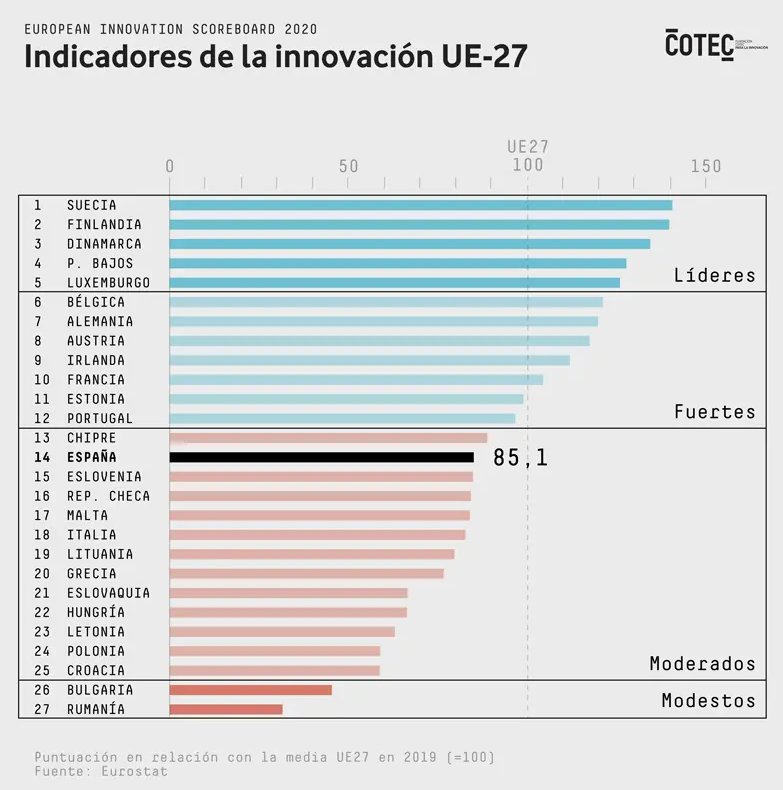 EUROPEAN INNOVATION SCOREBOARD 2020
Indicadores de la innovación UE-27
COTEC
UE27
0 50 100 150
1 SUECIA
2 FINLANDIA
3 DINAMARCA
4 P. BAJOS
5 LUXEMBURGO
Líderes
6 BÉLGICA
7 ALEMANIA
8 AUSTRIA
9 IRLANDA
10 FRANCIA
11 ESTONIA
12 PORTUGAL
Fuertes
13 CHIPRE
14 ESPAÑA 85,1
15 ESLOVENIA
16 REP. CHECA
17 MALTA
18 ITALIA
19 LITUANIA
20 GRECIA
21 ESLOVAQUIA
22 HUNGRÍA
23 LETONIA
24 POLONIA
25 CROACIA
Moderados
26 BULGARIA
27 RUMANÍA
Modestos
Puntuación en relación con la media UE27 en 2019 (=100)
Fuente: Eurostat